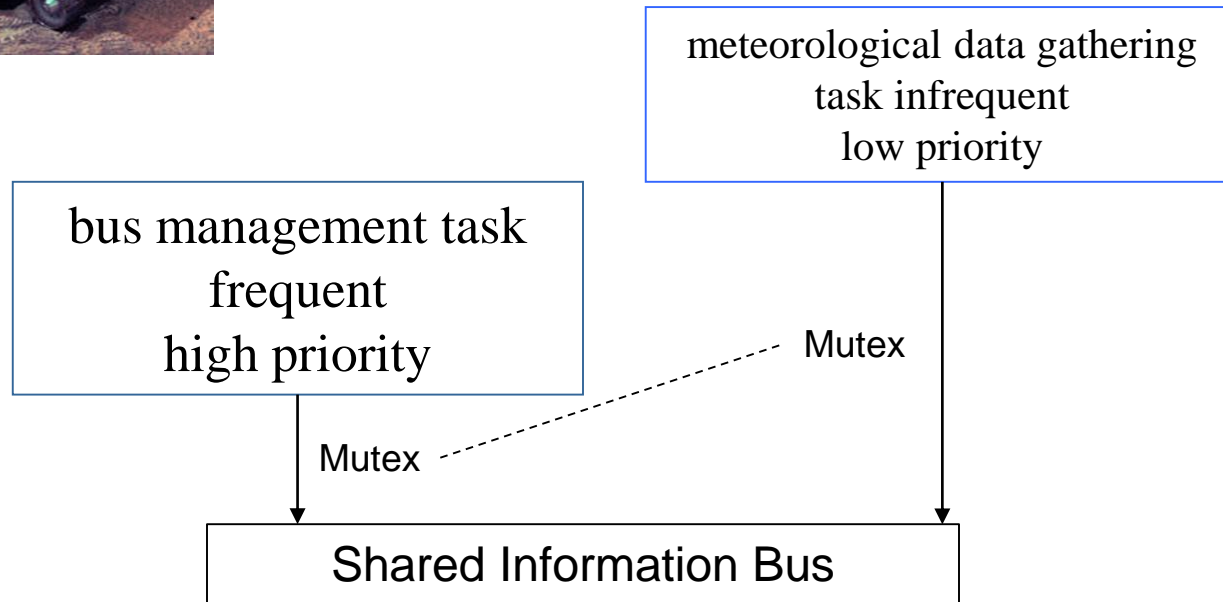 meteorological data gathering
task infrequent
low priority
bus management task
frequent
high priority
Mutex
Mutex
Shared Information Bus